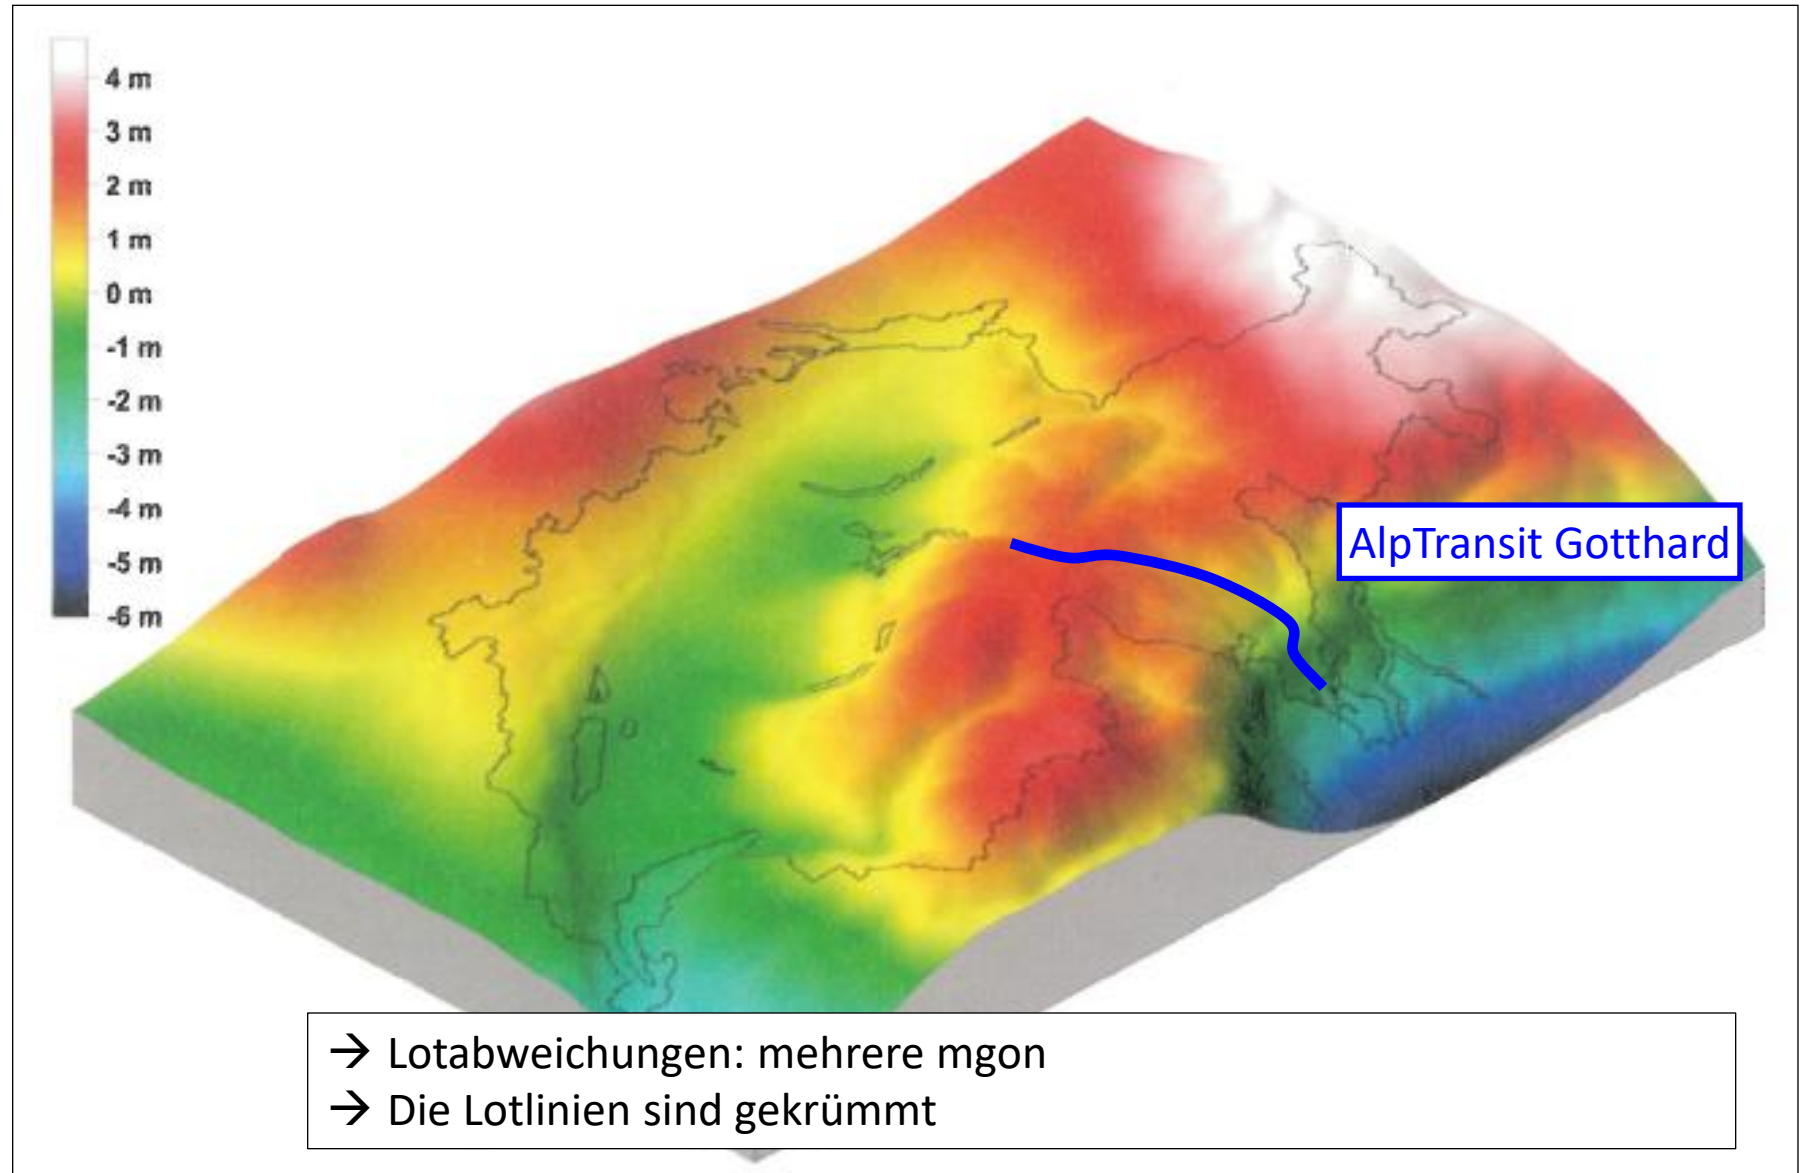 4 m
3 m
2 m
1 m
0 m
-1 m
-2 m
-3 m
-4 m
-5 m
-6 m
AlpTransit Gotthard
→ Lotabweichungen: mehrere mgon
→ Die Lotlinien sind gekrümmt